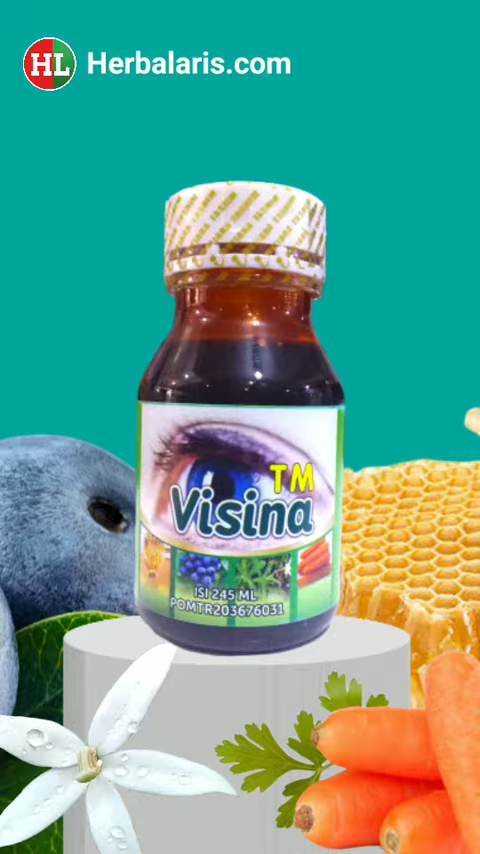 HL Herbalaris.com
TM
Visina
ISI 245 ML
POMTR203676031